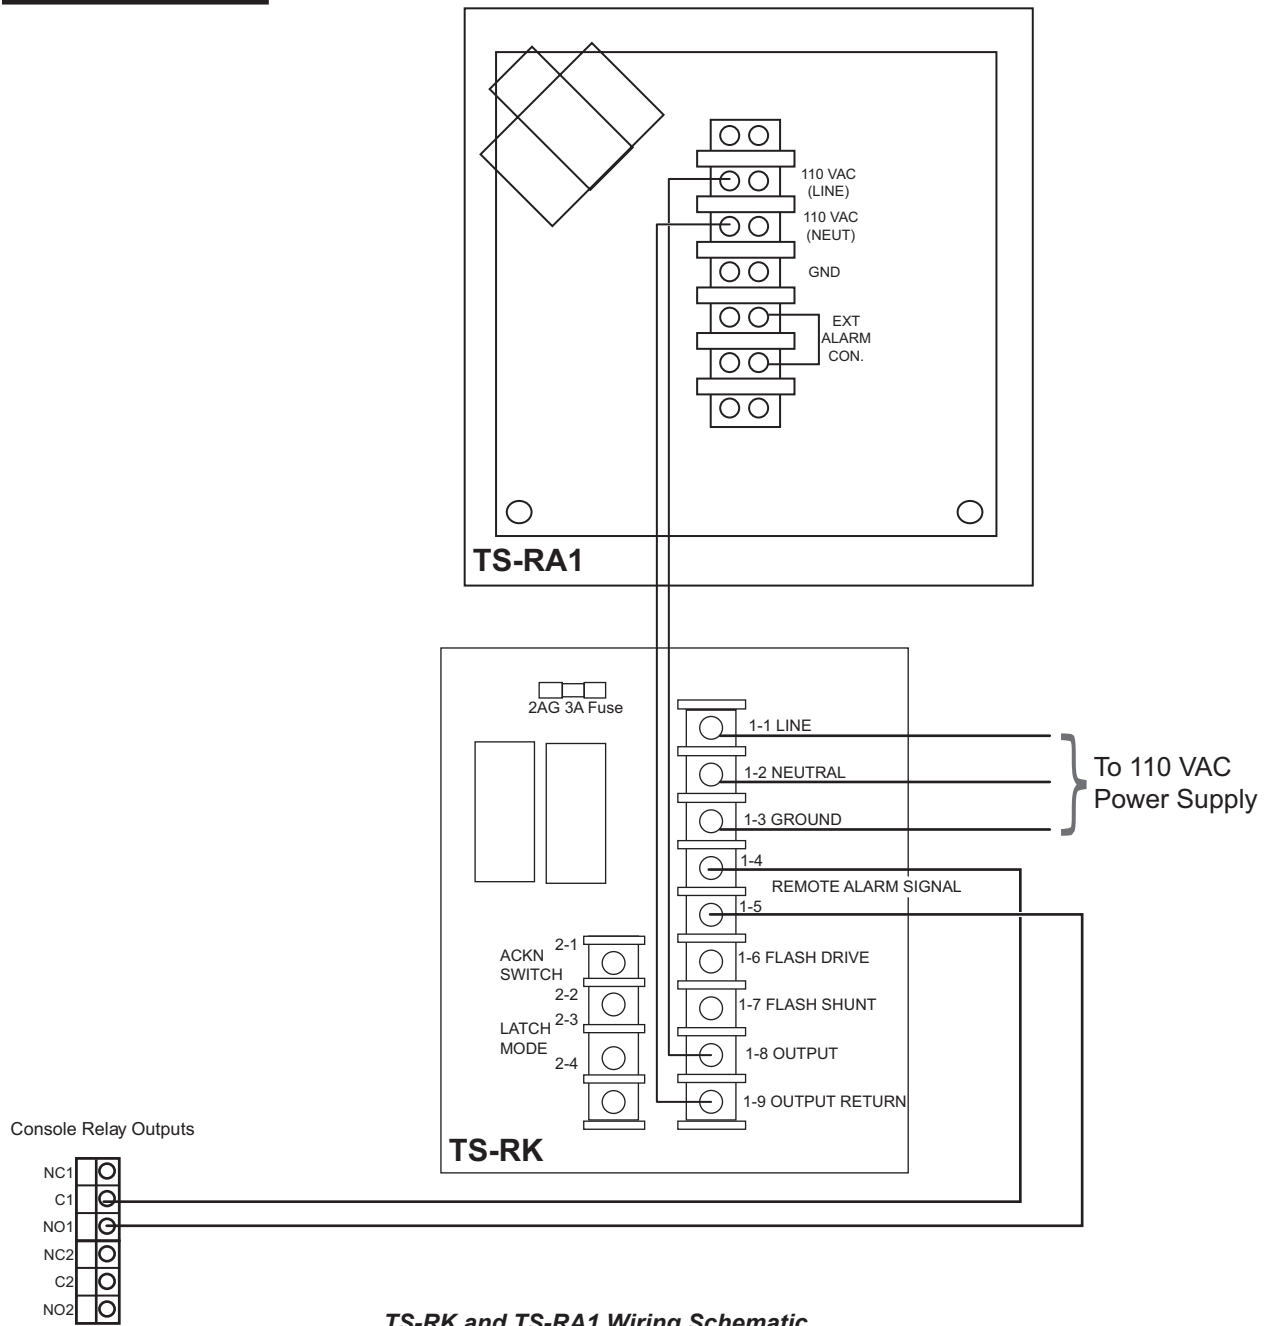 110 VAC
(LINE)
110 VAC
(NEUT)
GND
EXT
ALARM
CON.
TS-RA1
2AG 3A Fuse
1-1 LINE
1-2 NEUTRAL
1-3 GROUND
To 110 VAC
Power Supply
1-4
REMOTE ALARM SIGNAL
1-5
1-6 FLASH DRIVE
1-7 FLASH SHUNT
1-8 OUTPUT
1-9 OUTPUT RETURN
ACKN
SWITCH
2-1
2-2
LATCH
MODE
2-3
2-4
TS-RK
Console Relay Outputs
NC1
C1
NO1
NC2
C2
NO2
TS-RK and TS-RA1 Wiring Schematic